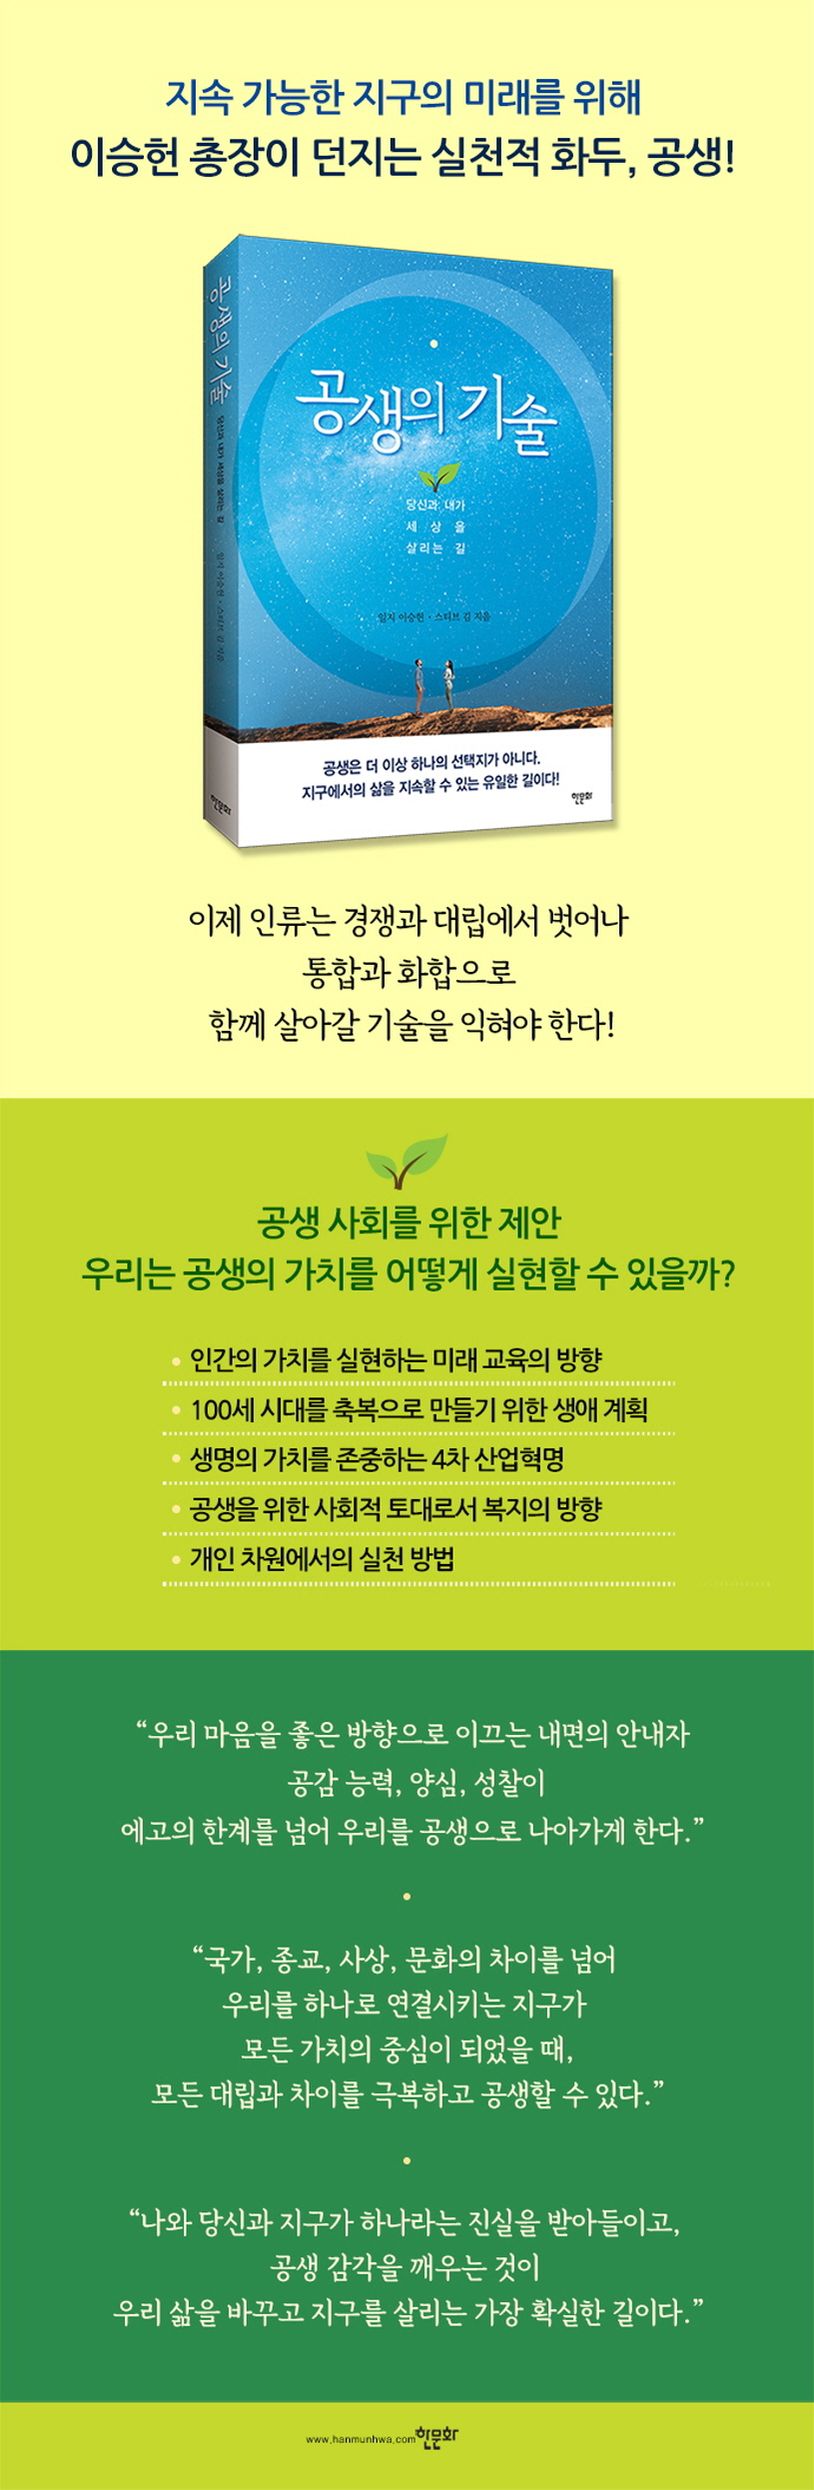 지속 가능한 지구의 미래를 위해
이승헌 총장이 던지는 실천적 화두, 공생!
공생의 기술
당신과 내가 세상을 살리는 길
일지 이승헌 · 스티브 김 지음
한문화
공생의 기술
당신과 내가
세상을
살리는 길
일지 이승헌 · 스티브 김 지음
공생은 더 이상 하나의 선택지가 아니다.
지구에서의 삶을 지속할 수 있는 유일한 길이다!
한문화
이제 인류는 경쟁과 대립에서 벗어나
통합과 화합으로
함께 살아갈 기술을 익혀야 한다!
공생 사회를 위한 제안
우리는 공생의 가치를 어떻게 실현할 수 있을까?
• 인간의 가치를 실현하는 미래 교육의 방향
• 100세 시대를 축복으로 만들기 위한 생애 계획
• 생명의 가치를 존중하는 4차 산업혁명
• 공생을 위한 사회적 토대로서 복지의 방향
• 개인 차원에서의 실천 방법
“우리 마음을 좋은 방향으로 이끄는 내면의 안내자
공감 능력, 양심, 성찰이
에고의 한계를 넘어 우리를 공생으로 나아가게 한다.”
“국가, 종교, 사상, 문화의 차이를 넘어
우리를 하나로 연결시키는 지구가
모든 가치의 중심이 되었을 때,
모든 대립과 차이를 극복하고 공생할 수 있다.”
“나와 당신과 지구가 하나라는 진실을 받아들이고,
공생 감각을 깨우는 것이
우리 삶을 바꾸고 지구를 살리는 가장 확실한 길이다.”
www.hanmunhwa.com 한문화